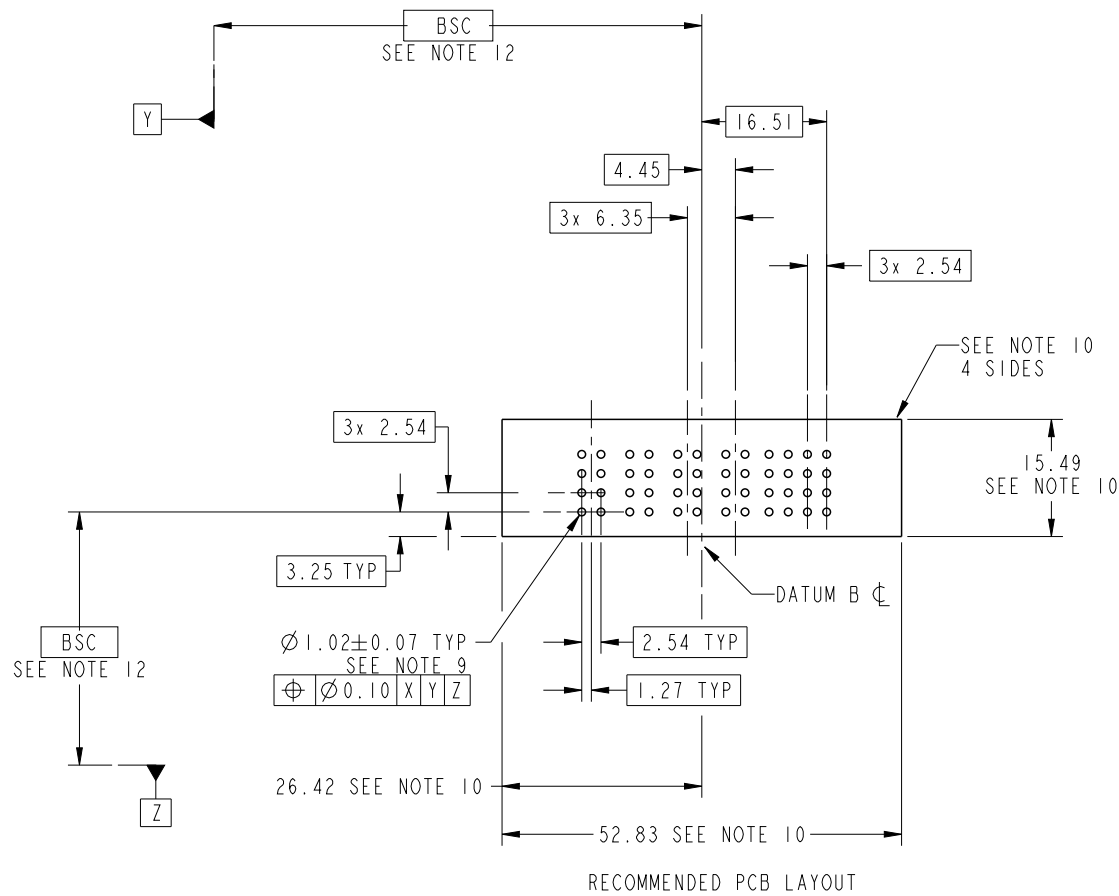 BSC
SEE NOTE 12
Y
16.51
4.45
3x 6.35
3x 2.54
SEE NOTE 10
4 SIDES
3x 2.54
15.49
SEE NOTE 10
3.25 TYP
DATUM B ℄
BSC
SEE NOTE 12
∅1.02±0.07 TYP
SEE NOTE 9
2.54 TYP
⌖ ∅0.10 X Y Z
1.27 TYP
26.42 SEE NOTE 10
Z
52.83 SEE NOTE 10
RECOMMENDED PCB LAYOUT